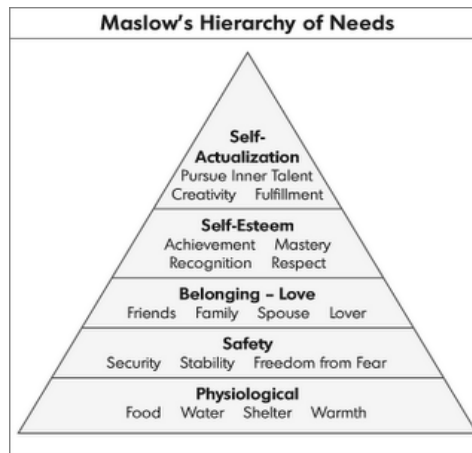 Maslow's Hierarchy of Needs
Self-
Actualization
Pursue Inner Talent
Creativity Fulfillment
Self-Esteem
Achievement Mastery
Recognition Respect
Belonging – Love
Friends Family Spouse Lover
Safety
Security Stability Freedom from Fear
Physiological
Food Water Shelter Warmth